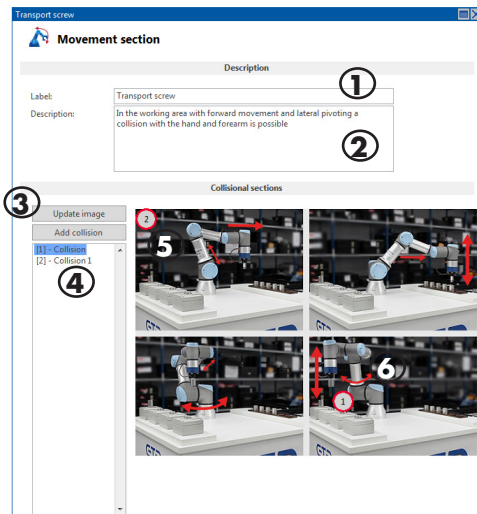 Transport screw
Movement section
Description
Label:
Transport screw
1
Description:
In the working area with forward movement and lateral pivoting a
collision with the hand and forearm is possible
2
Collisional sections
3
Update image
Add collision
[1] - Collision
[2] - Collision 1
4
2
5
6
1